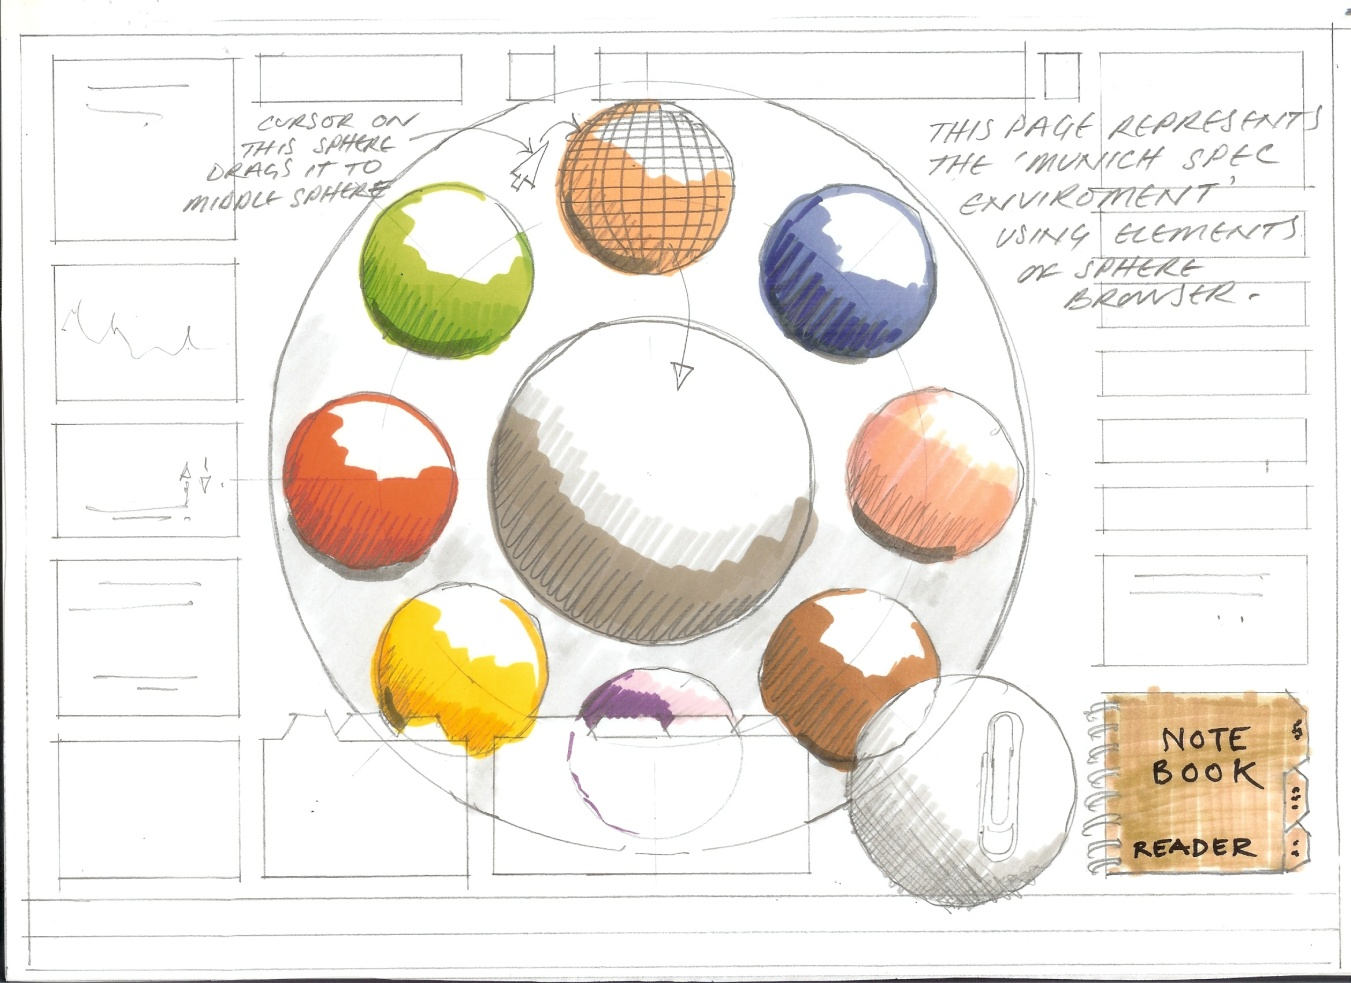 CURSOR ON
THIS SPHERE
DRAGS IT TO
MIDDLE SPHERE
THIS PAGE REPRESENTS
THE 'MUNICH SPEC
ENVIROMENT'
USING ELEMENTS
OF SPHERE
BROWSER.
NOTE
BOOK
READER